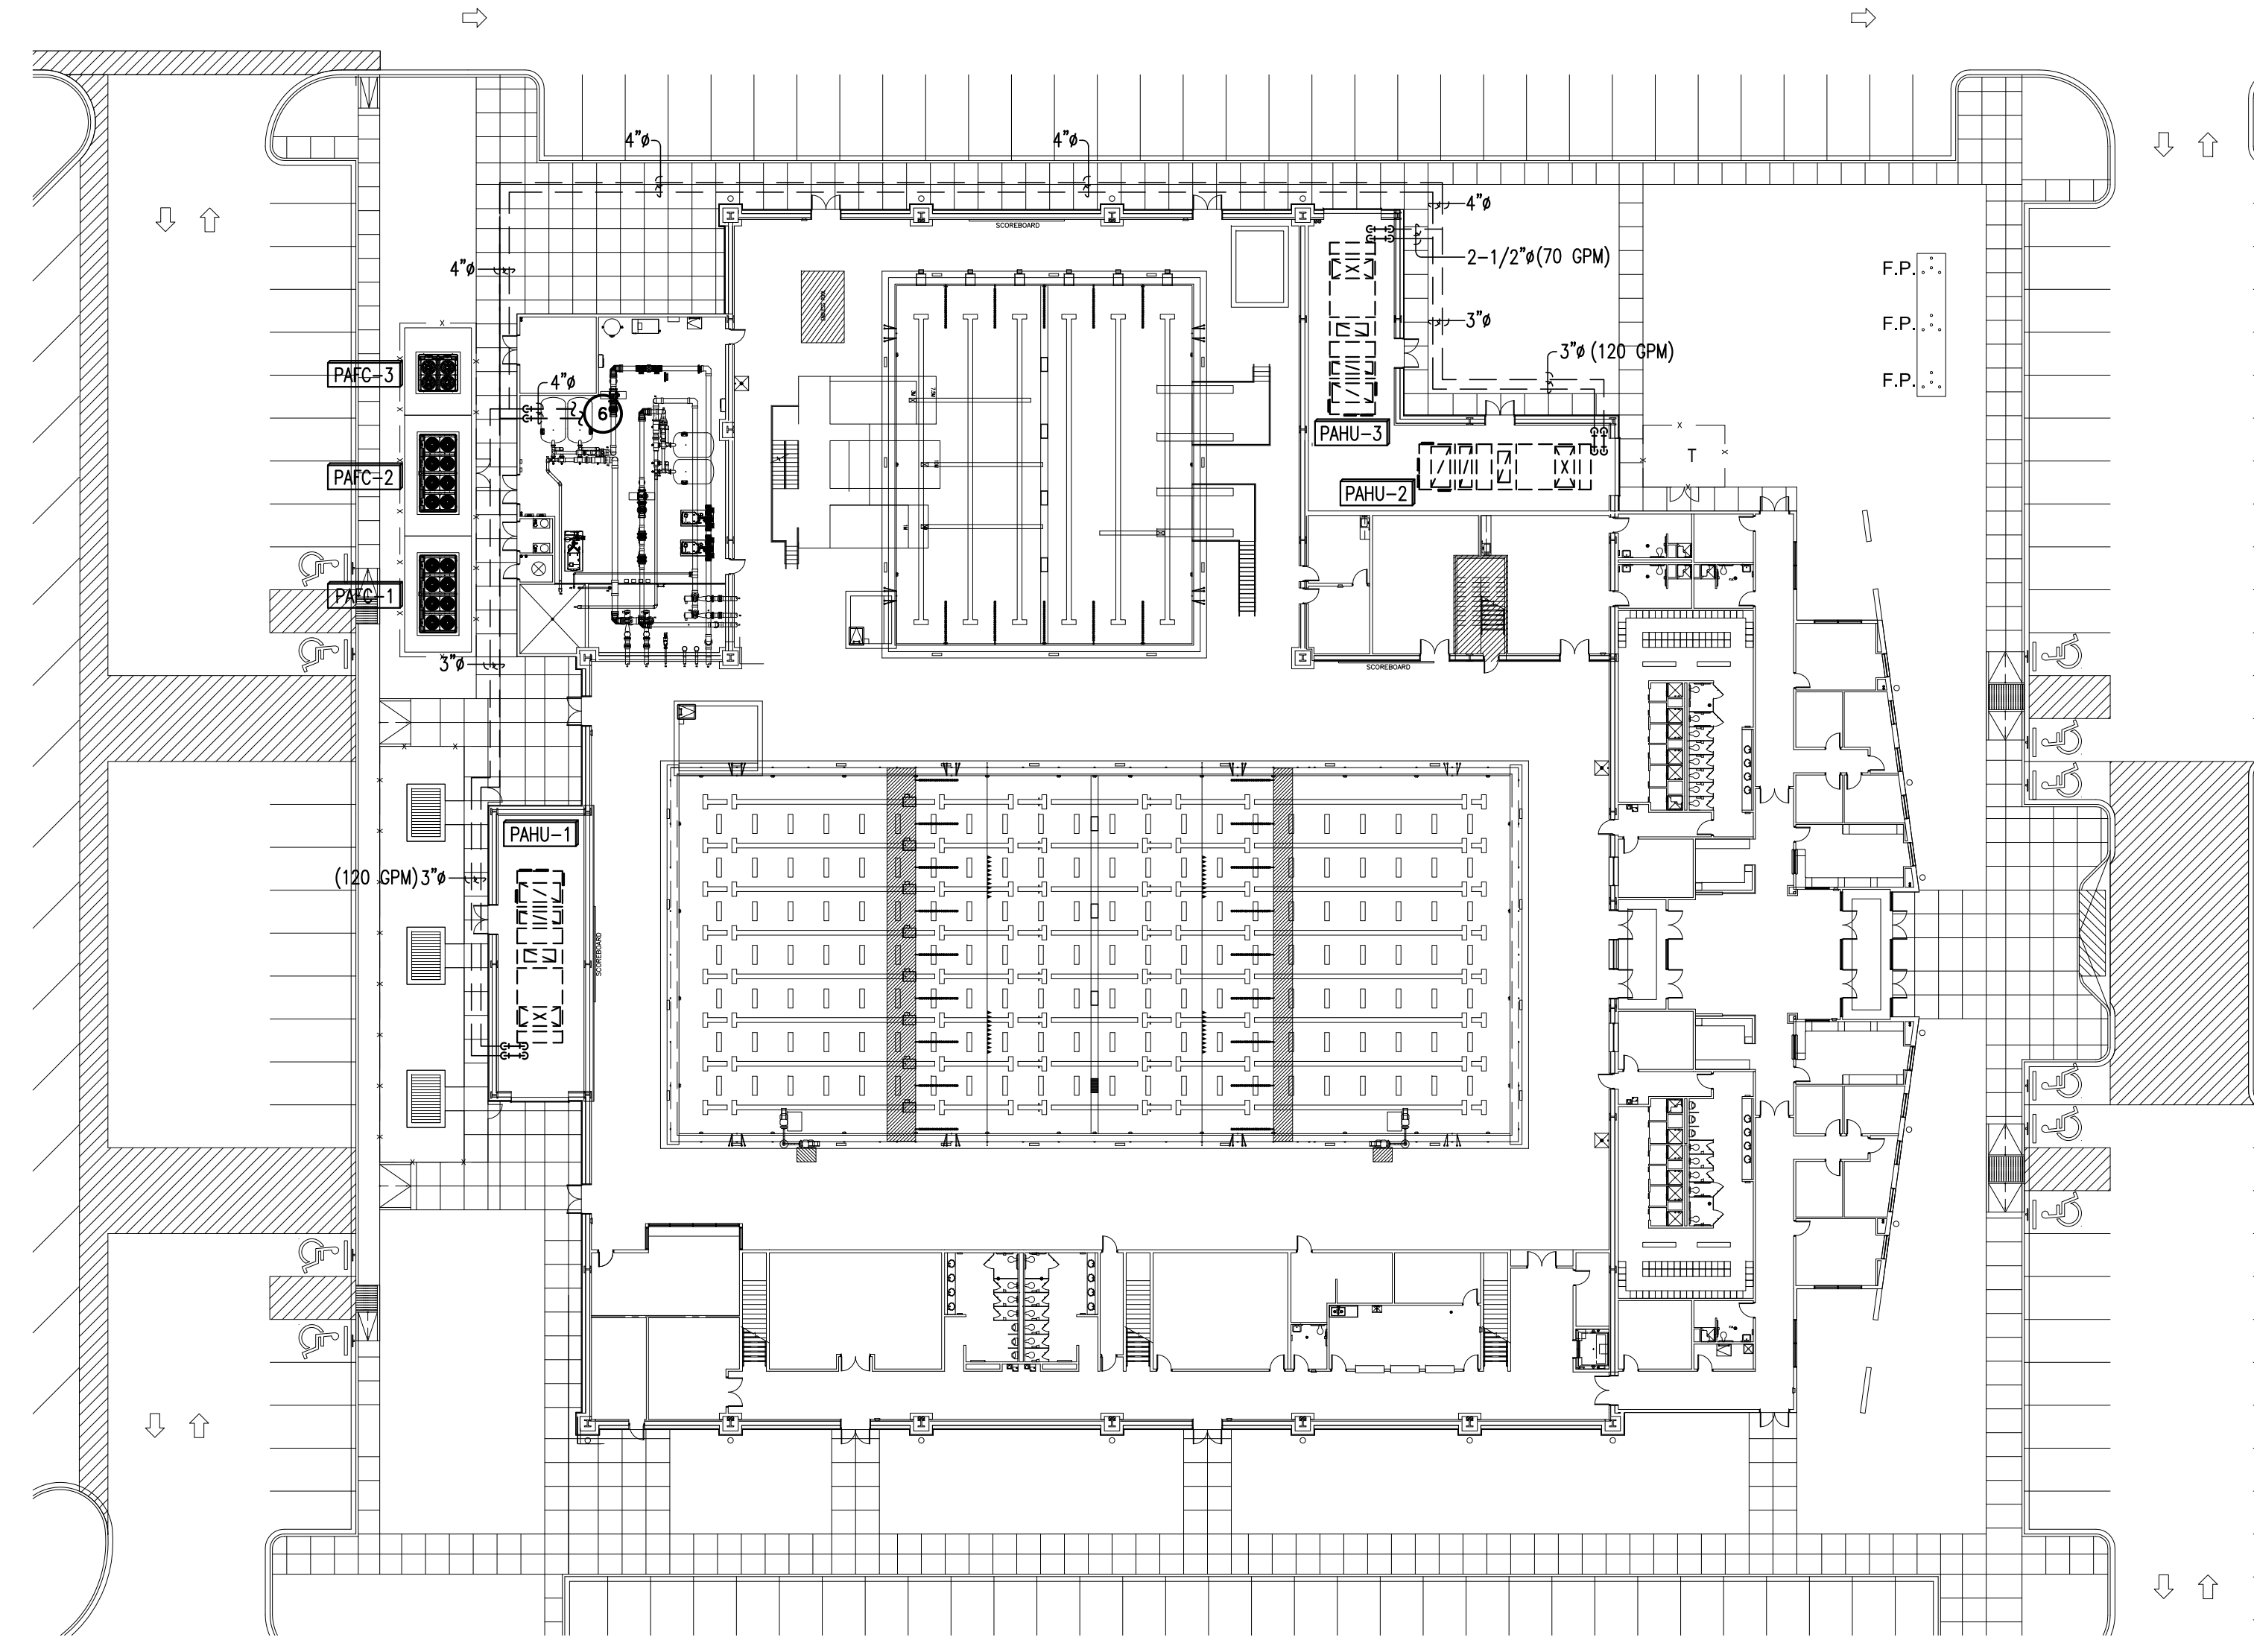 4"ø
4"ø
4"ø
SCOREBOARD
2-1/2"ø(70 GPM)
4"ø
F.P.
3"ø
F.P.
3"ø (120 GPM)
PAFC-3
4"ø
F.P.
6
PAHU-3
T
PAFC-2
PAHU-2
PAFC-1
3"ø
SCOREBOARD
PAHU-1
(120 GPM)3"ø
SCOREBOARD